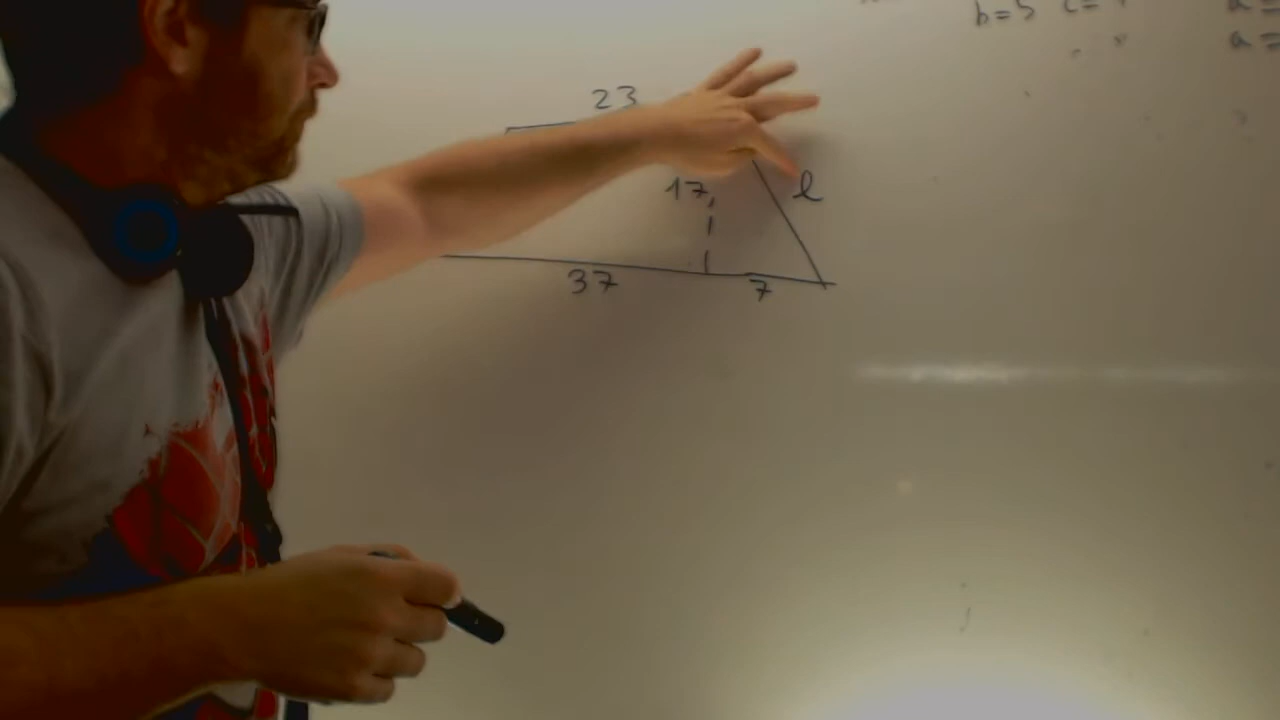 b=5 c=
a=
a=
23
17
l
37
7